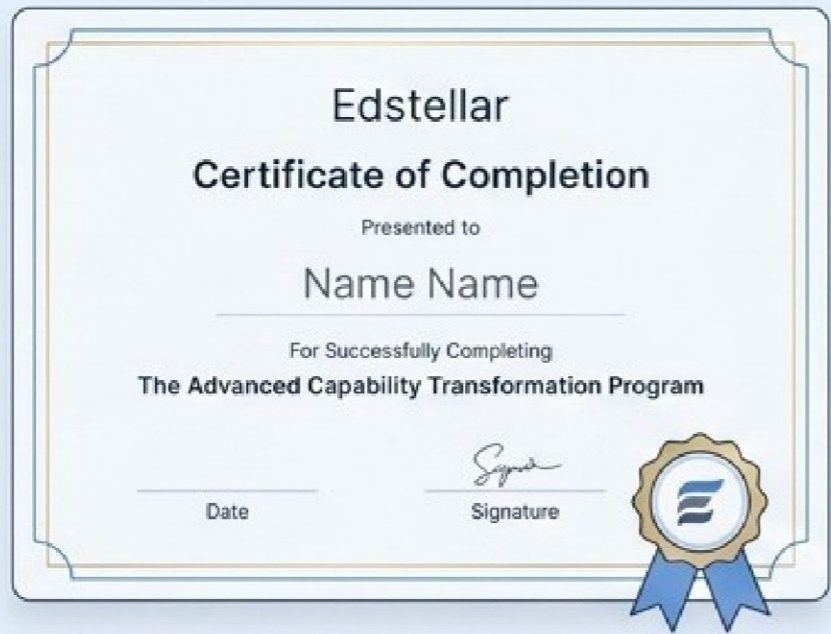 Edstellar
Certificate of Completion
Presented to
Name Name
For Successfully Completing
The Advanced Capability Transformation Program
Date
Signature